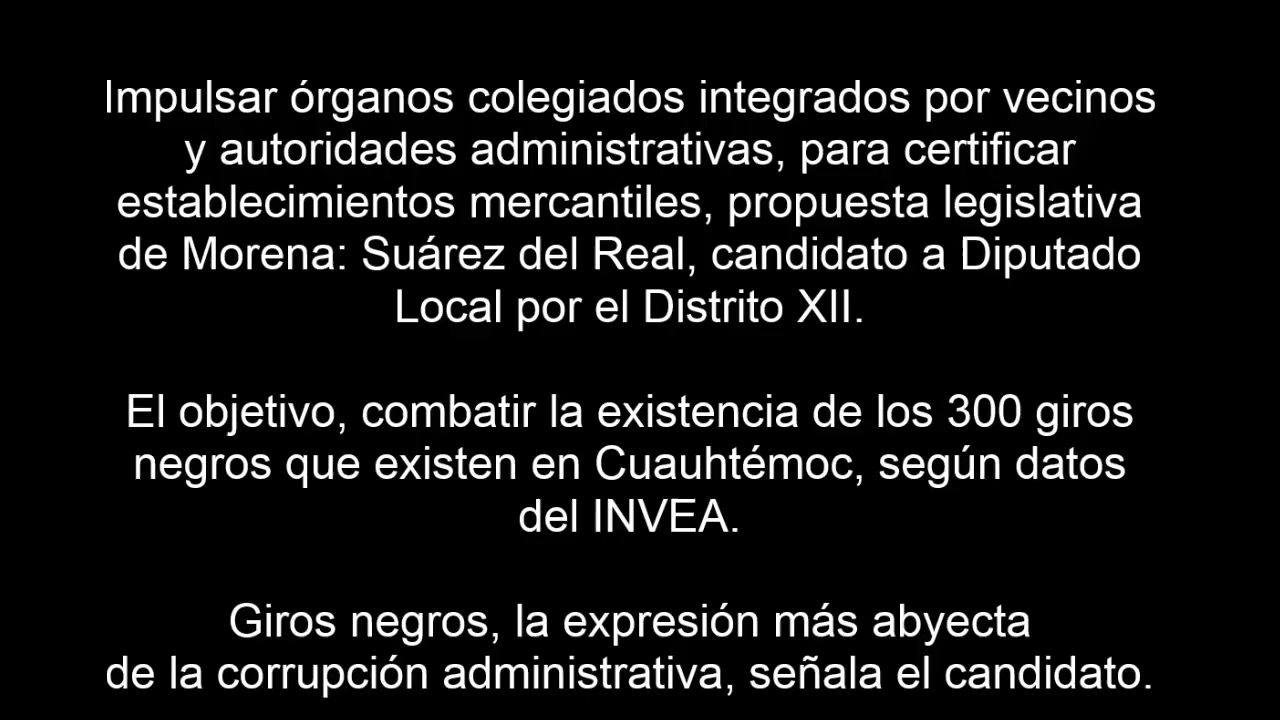 Impulsar órganos colegiados integrados por vecinos
y autoridades administrativas, para certificar
establecimientos mercantiles, propuesta legislativa
de Morena: Suárez del Real, candidato a Diputado
Local por el Distrito XII.
El objetivo, combatir la existencia de los 300 giros
negros que existen en Cuauhtémoc, según datos
del INVEA.
Giros negros, la expresión más abyecta
de la corrupción administrativa, señala el candidato.